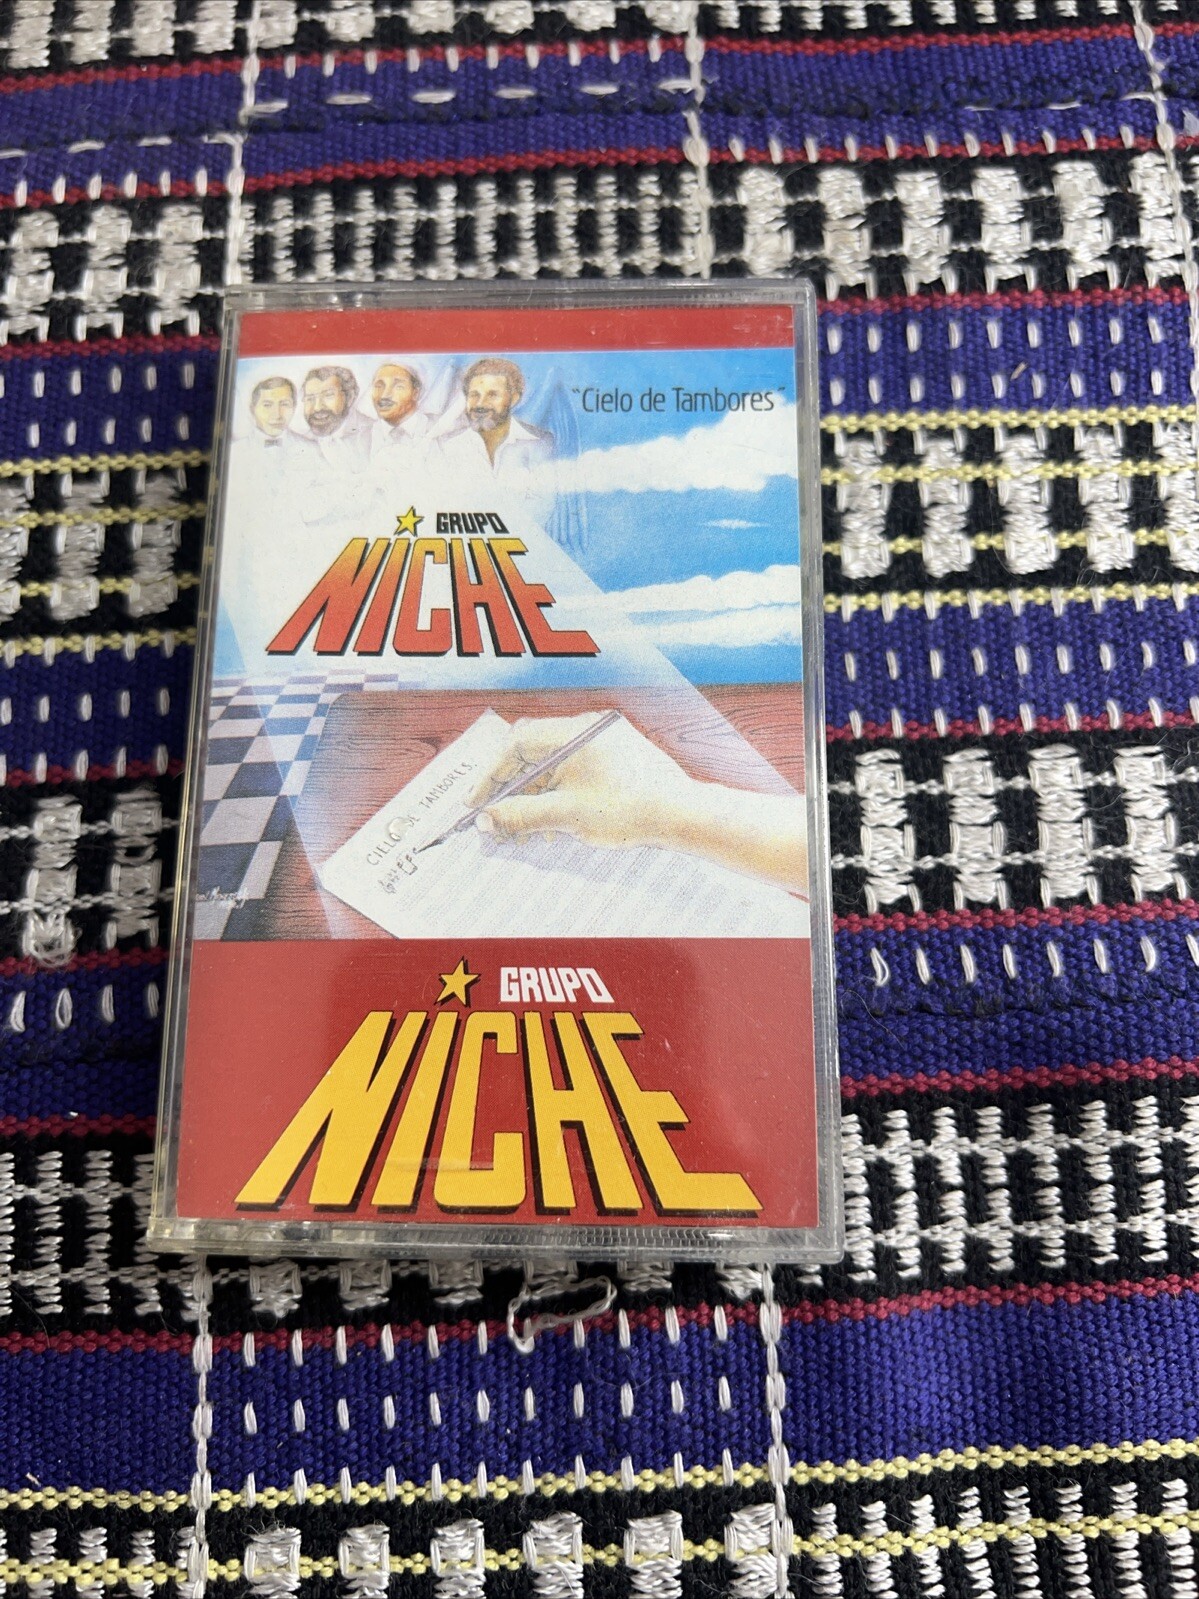 "Cielo de Tambores"
GRUPO
NICHE
CIELO DE TAMBORES.
GRUPO
NICHE